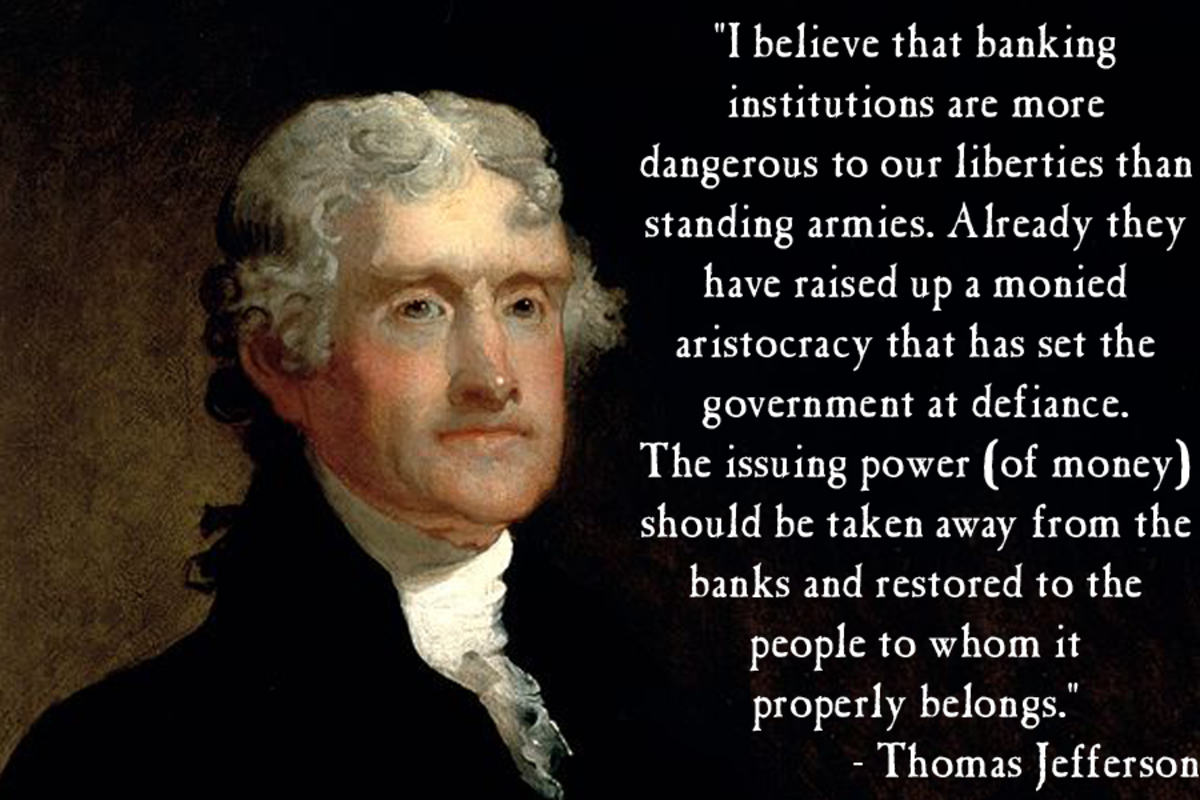 "I believe that banking
institutions are more
dangerous to our liberties than
standing armies. Already they
have raised up a monied
aristocracy that has set the
government at defiance.
The issuing power (of money)
should be taken away from the
banks and restored to the
people to whom it
properly belongs."
- Thomas Jefferson